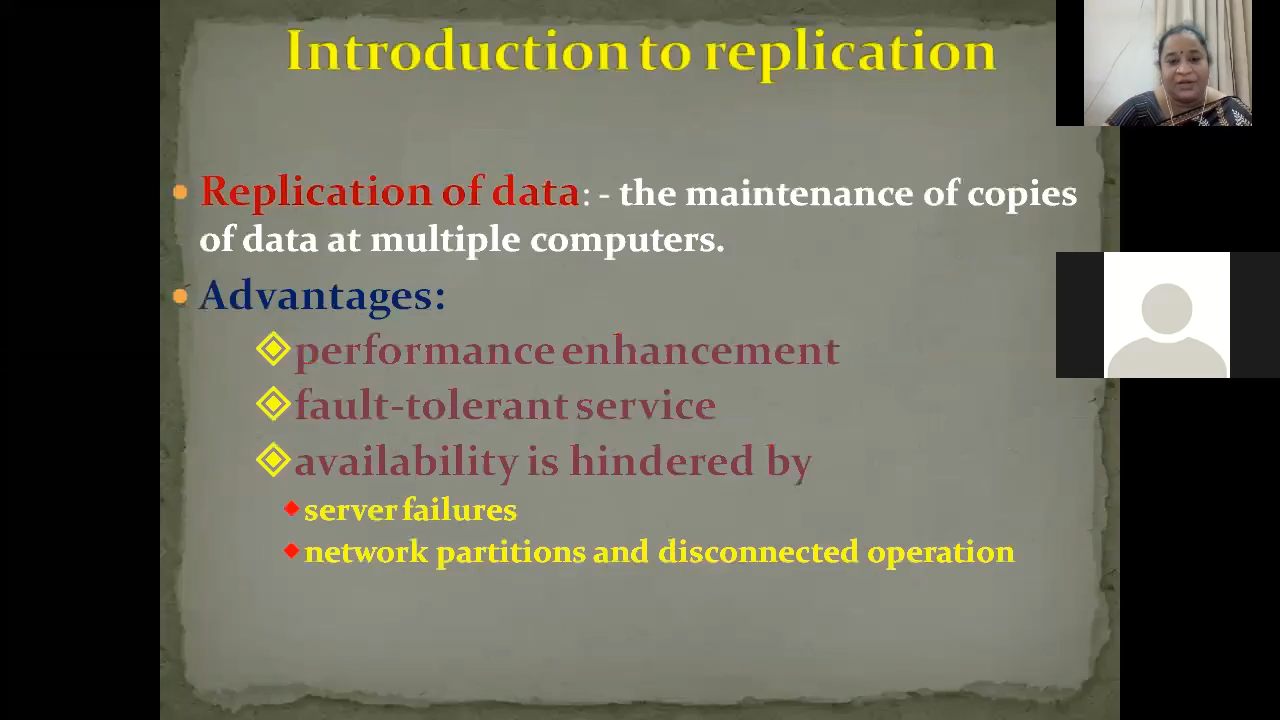 Introduction to replication
Replication of data: - the maintenance of copies
of data at multiple computers.
Advantages:
performance enhancement
fault-tolerant service
availability is hindered by
server failures
network partitions and disconnected operation